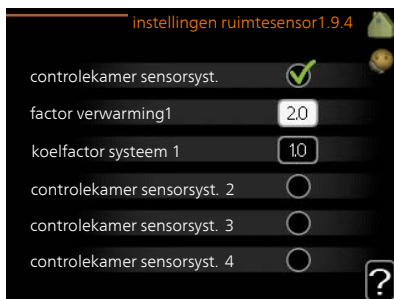 instellingen ruimtesensor1.9.4
controlekamer sensorsyst.
factor verwarming1 2.0
koelfactor systeem 1 1.0
controlekamer sensorsyst. 2
controlekamer sensorsyst. 3
controlekamer sensorsyst. 4
?